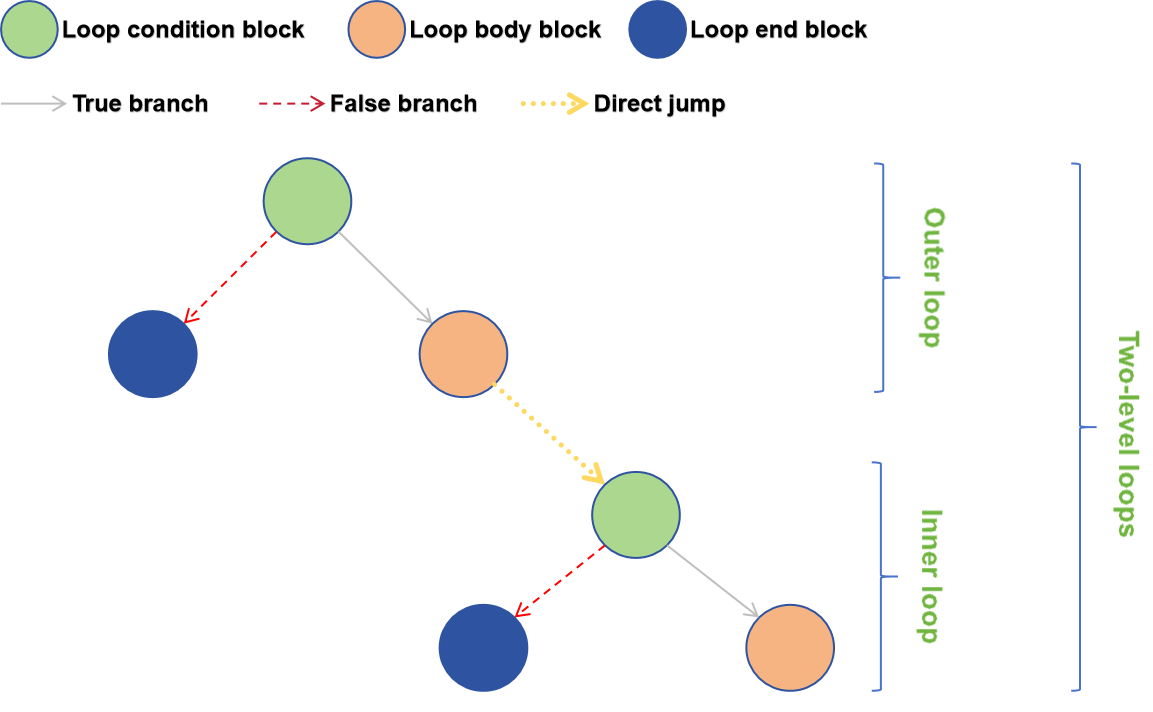 Loop condition block
Loop body block
Loop end block
True branch
False branch
Direct jump
Outer loop
Inner loop
Two-level loops